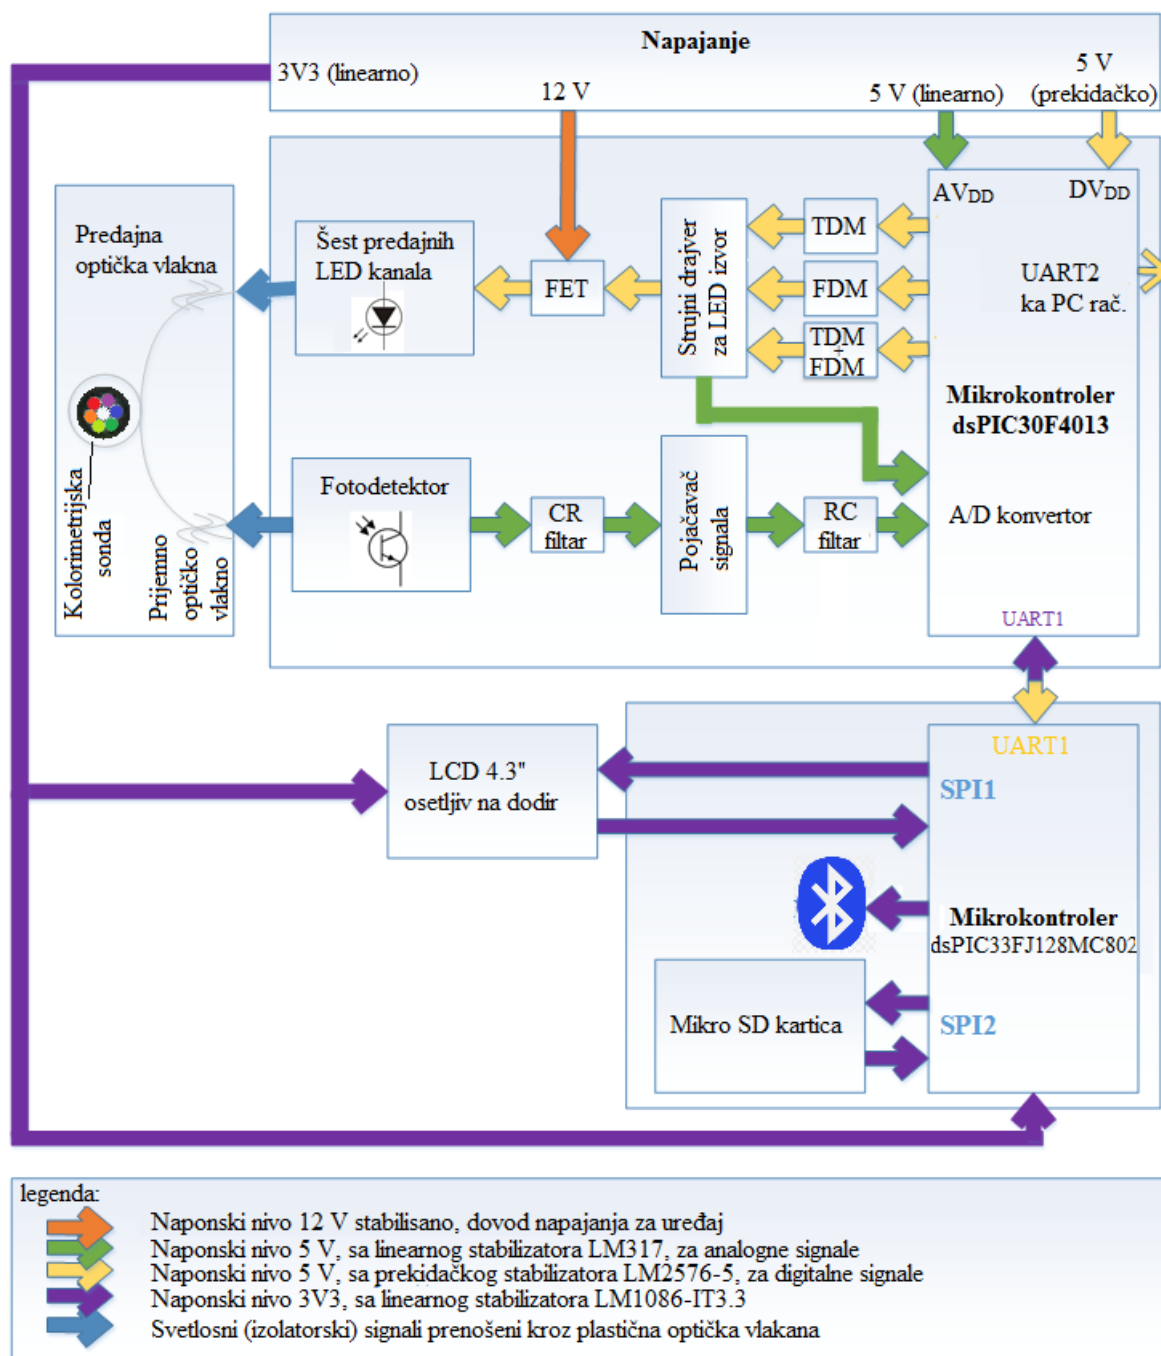 Napajanje
3V3 (linearno)
12 V
5 V (linearno)
5 V
(prekidačko)
AVDD
DVDD
Predajna
optička vlakna
Šest predajnih
LED kanala
FET
Strujni drajver
za LED izvor
TDM
FDM
TDM
+
FDM
UART2
ka PC rač.
Mikrokontroler
dsPIC30F4013
Kolorimetrijska
sonda
Prijemno
optičko
vlakno
Fotodetektor
CR
filtar
Pojačavač
signala
RC
filtar
A/D konvertor
UART1
UART1
LCD 4.3"
osetljiv na dodir
SPI1
Mikrokontroler
dsPIC33FJ128MC802
Mikro SD kartica
SPI2
legenda:
Naponski nivo 12 V stabilisano, dovod napajanja za uređaj
Naponski nivo 5 V, sa linearnog stabilizatora LM317, za analogne signale
Naponski nivo 5 V, sa prekidačkog stabilizatora LM2576-5, za digitalne signale
Naponski nivo 3V3, sa linearnog stabilizatora LM1086-IT3.3
Svetlosni (izolatorski) signali prenošeni kroz plastična optička vlakana